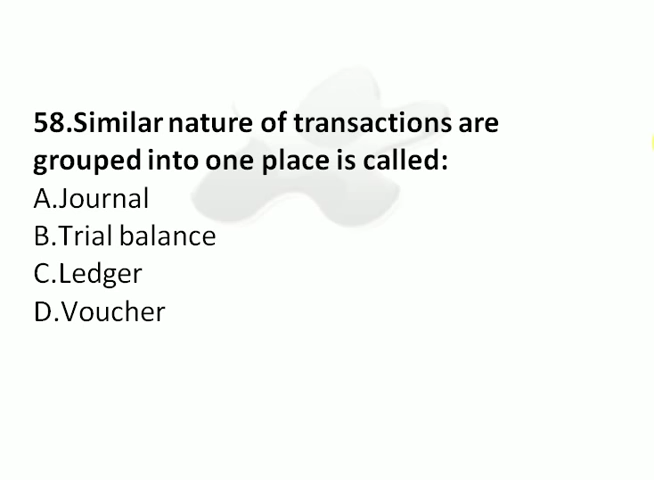 58.Similar nature of transactions are
grouped into one place is called:
A.Journal
B.Trial balance
C.Ledger
D.Voucher